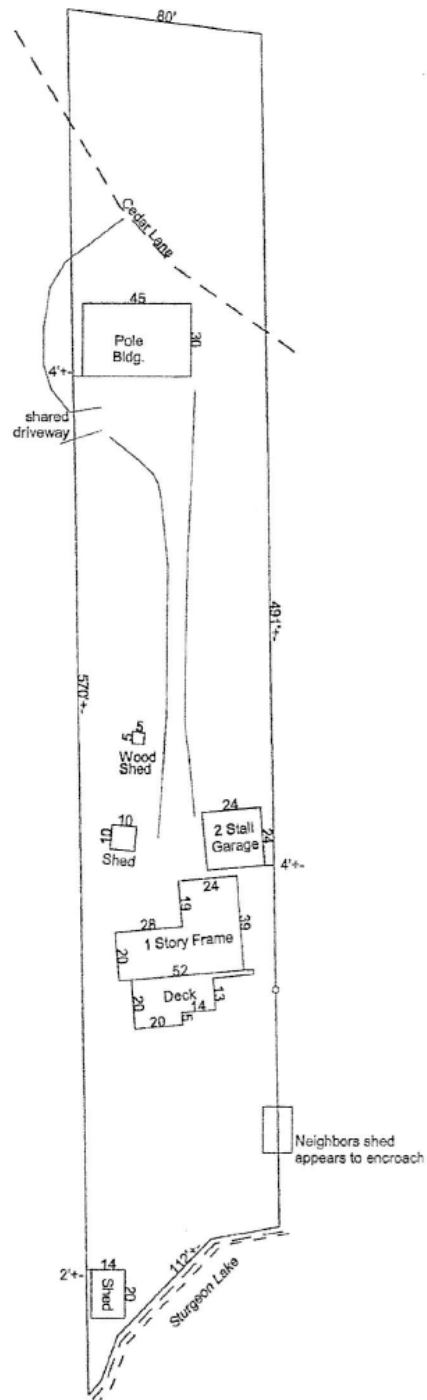 80'
Cedar Lane
45
Pole
Bldg.
30
4'+-
shared
driveway
491'+-
570'+-
5
5
Wood
Shed
10
10
Shed
24
2 Stall
Garage
24
4'+-
24
19
28
1 Story Frame
39
20
52
Deck
20
13
14
5
20
Neighbors shed
appears to encroach
112'+-
Sturgeon Lake
2'+-
14
Shed
20